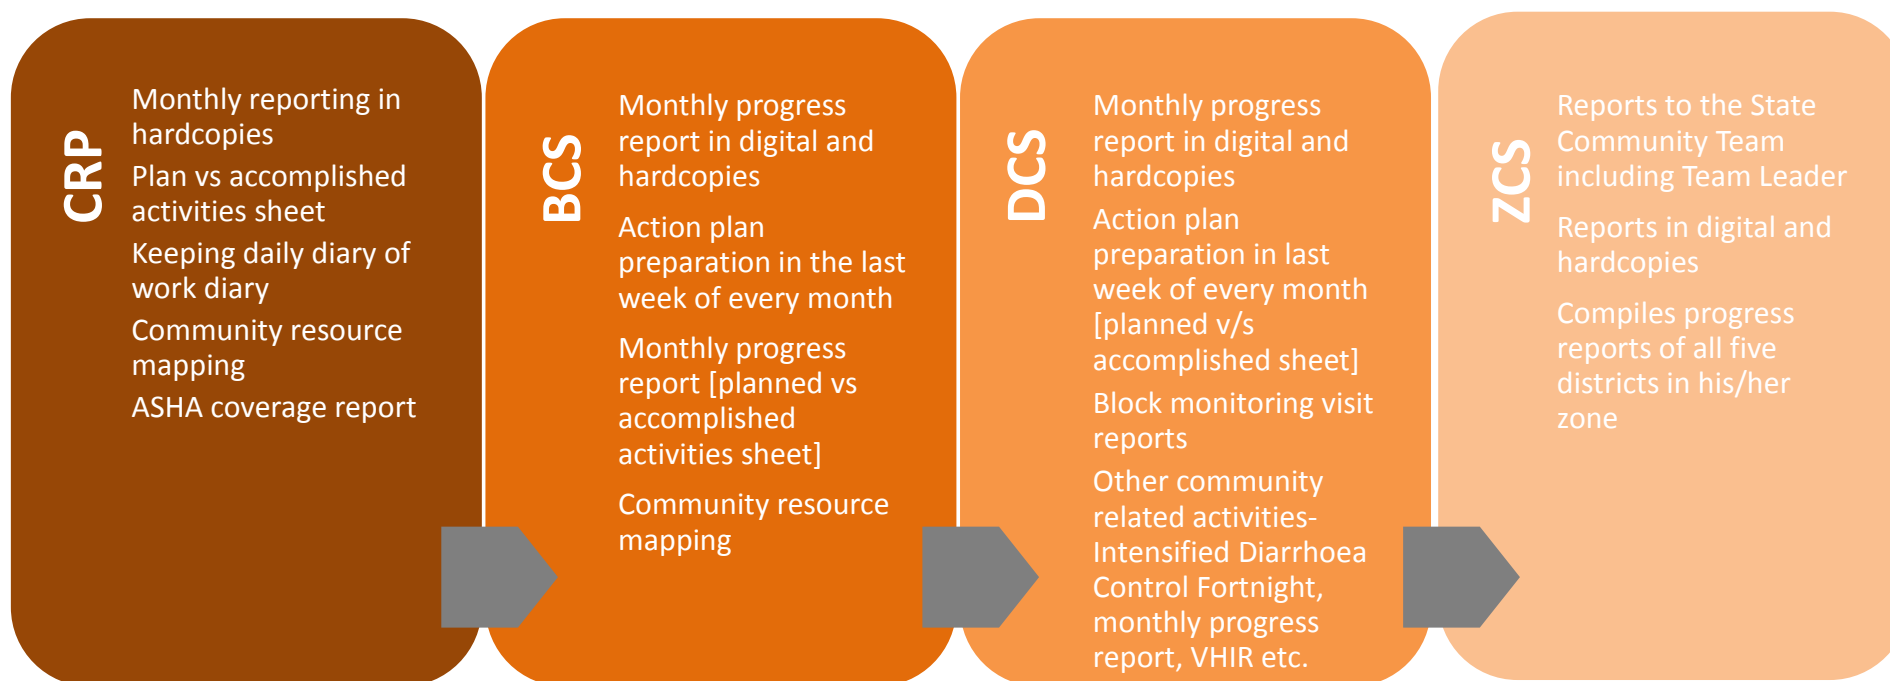 CRP
Monthly reporting in
hardcopies
Plan vs accomplished
activities sheet
Keeping daily diary of
work diary
Community resource
mapping
ASHA coverage report
BCS
Monthly progress
report in digital and
hardcopies
Action plan
preparation in the last
week of every month
Monthly progress
report [planned vs
accomplished
activities sheet]
Community resource
mapping
DCS
Monthly progress
report in digital and
hardcopies
Action plan
preparation in last
week of every month
[planned v/s
accomplished sheet]
Block monitoring visit
reports
Other community
related activities-
Intensified Diarrhoea
Control Fortnight,
monthly progress
report, VHIR etc.
ZCS
Reports to the State
Community Team
including Team Leader
Reports in digital and
hardcopies
Compiles progress
reports of all five
districts in his/her
zone